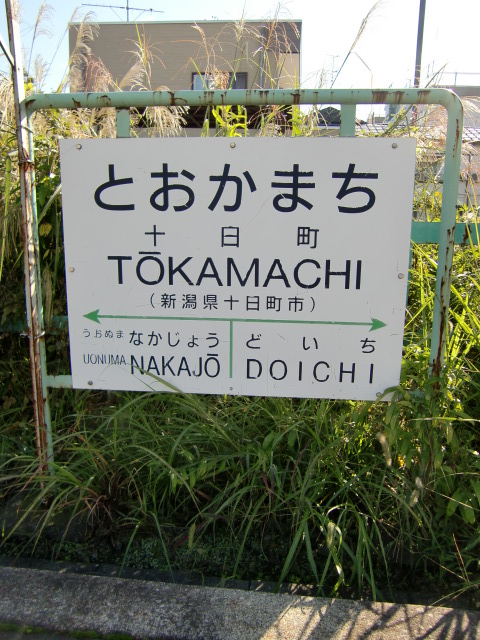 とおかまち
十日町
TŌKAMACHI
(新潟県十日町市)
うおぬまなかじょう どいち
UONUMA NAKAJŌ DOICHI